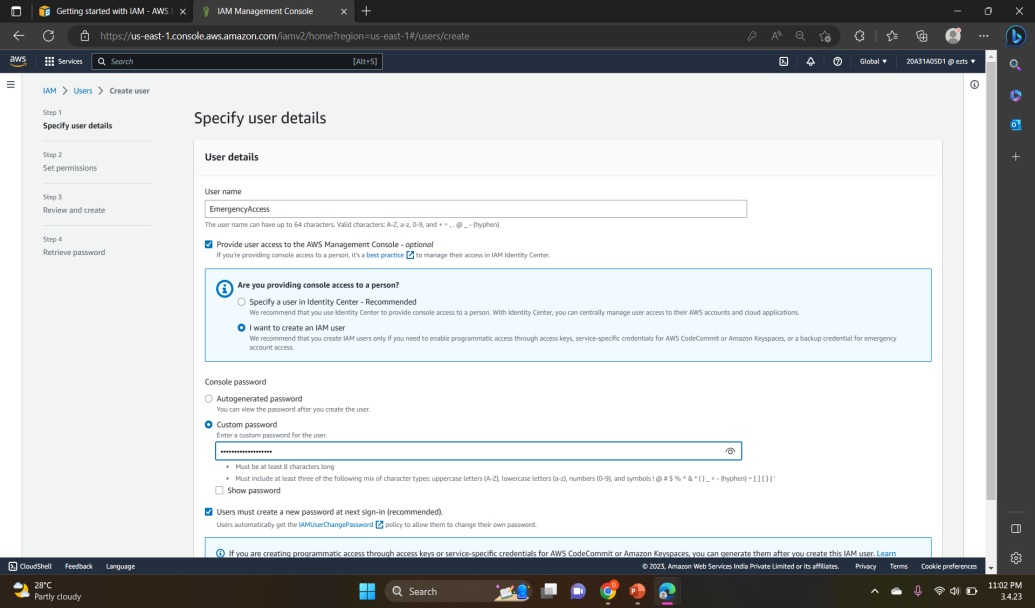 Getting started with IAM - AWS
IAM Management Console
https://us-east-1.console.aws.amazon.com/iamv2/home?region=us-east-1#/users/create
aws
Services
Search
[Alt+S]
Global
20A31A05D1 @ ezts
IAM > Users > Create user
Step 1
Specify user details
Step 2
Set permissions
Step 3
Review and create
Step 4
Retrieve password
Specify user details
User details
User name
EmergencyAccess
The user name can have up to 64 characters. Valid characters: A-Z, a-z, 0-9, and + = , . @ _ - (hyphen)
Provide user access to the AWS Management Console - optional
If you're providing console access to a person, it's a best practice to manage their access in IAM Identity Center.
Are you providing console access to a person?
Specify a user in Identity Center - Recommended
We recommend that you use Identity Center to provide console access to a person. With Identity Center, you can centrally manage user access to their AWS accounts and cloud applications.
I want to create an IAM user
We recommend that you create IAM users only if you need to enable programmatic access through access keys, service-specific credentials for AWS CodeCommit or Amazon Keyspaces, or a backup credential for emergency
account access.
Console password
Autogenerated password
You can view the password after you create the user.
Custom password
Enter a custom password for the user.
•••••••••••••••••••
• Must be at least 8 characters long
• Must include at least three of the following mix of character types: uppercase letters (A-Z), lowercase letters (a-z), numbers (0-9), and symbols ! @ # $ % ^ & * ( ) _ + - (hyphen) = [ ] { } | '
Show password
Users must create a new password at next sign-in (recommended).
Users automatically get the IAMUserChangePassword policy to allow them to change their own password.
If you are creating programmatic access through access keys or service-specific credentials for AWS CodeCommit or Amazon Keyspaces, you can generate them after you create this IAM user. Learn
CloudShell
Feedback
Language
© 2023, Amazon Web Services India Private Limited or its affiliates.
Privacy
Terms
Cookie preferences
28°C
Partly cloudy
Search
11:02 PM
3.4.23